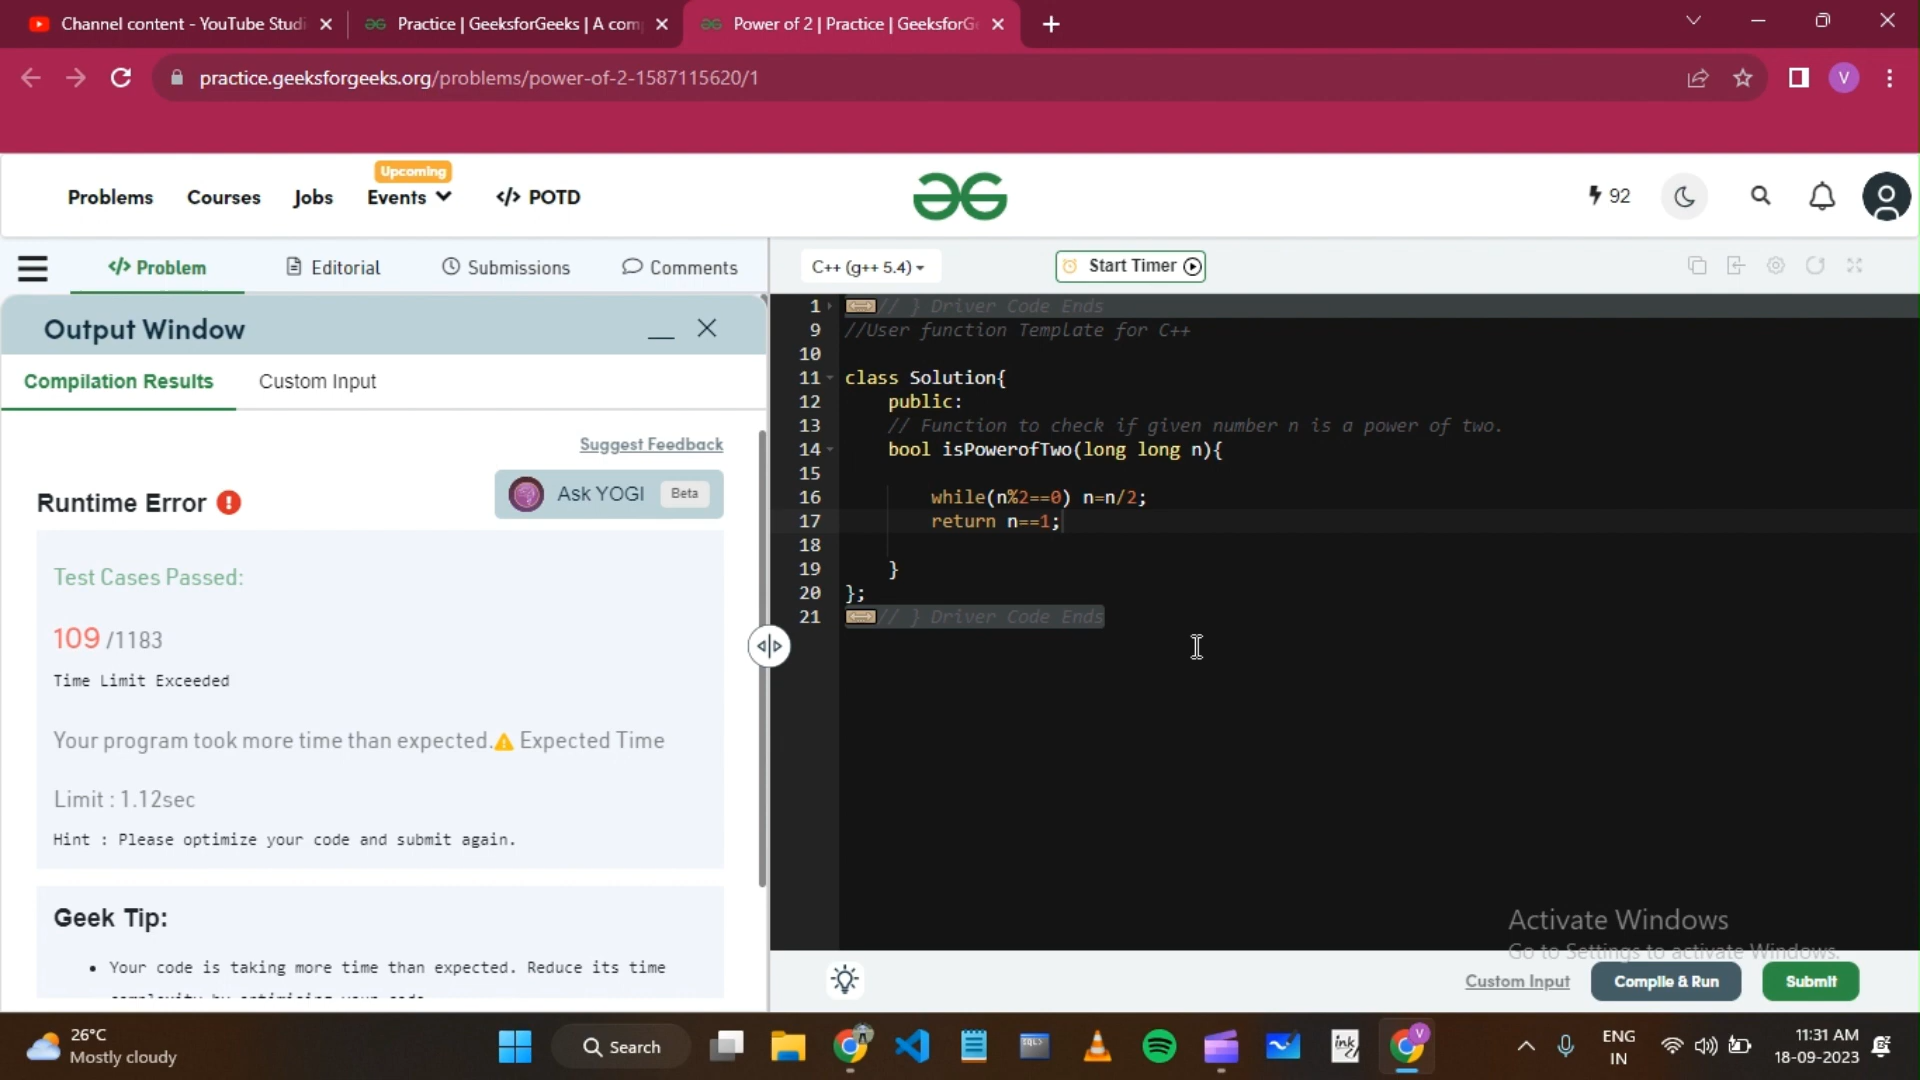 Channel content - YouTube Studi
Practice | GeeksforGeeks | A com
Power of 2 | Practice | GeeksforGe
practice.geeksforgeeks.org/problems/power-of-2-1587115620/1
V
Problems
Courses
Jobs
Upcoming
Events
</> POTD
92
</> Problem
Editorial
Submissions
Comments
C++ (g++ 5.4)
Start Timer
Output Window
Compilation Results
Custom Input
Suggest Feedback
Runtime Error
Ask YOGI Beta
Test Cases Passed:
109 /1183
Time Limit Exceeded
Your program took more time than expected. Expected Time
Limit : 1.12sec
Hint : Please optimize your code and submit again.
Geek Tip:
• Your code is taking more time than expected. Reduce its time
1 // } Driver Code Ends
9 //User function Template for C++
10
11 class Solution{
12 public:
13 // Function to check if given number n is a power of two.
14 bool isPowerofTwo(long long n){
15
16 while(n%2==0) n=n/2;
17 return n==1;
18
19 }
20 };
21 // } Driver Code Ends
Activate Windows
Go to Settings to activate Windows.
Custom Input
Compile & Run
Submit
26°C
Mostly cloudy
Search
SQL>
ink
V
ENG
IN
11:31 AM
18-09-2023